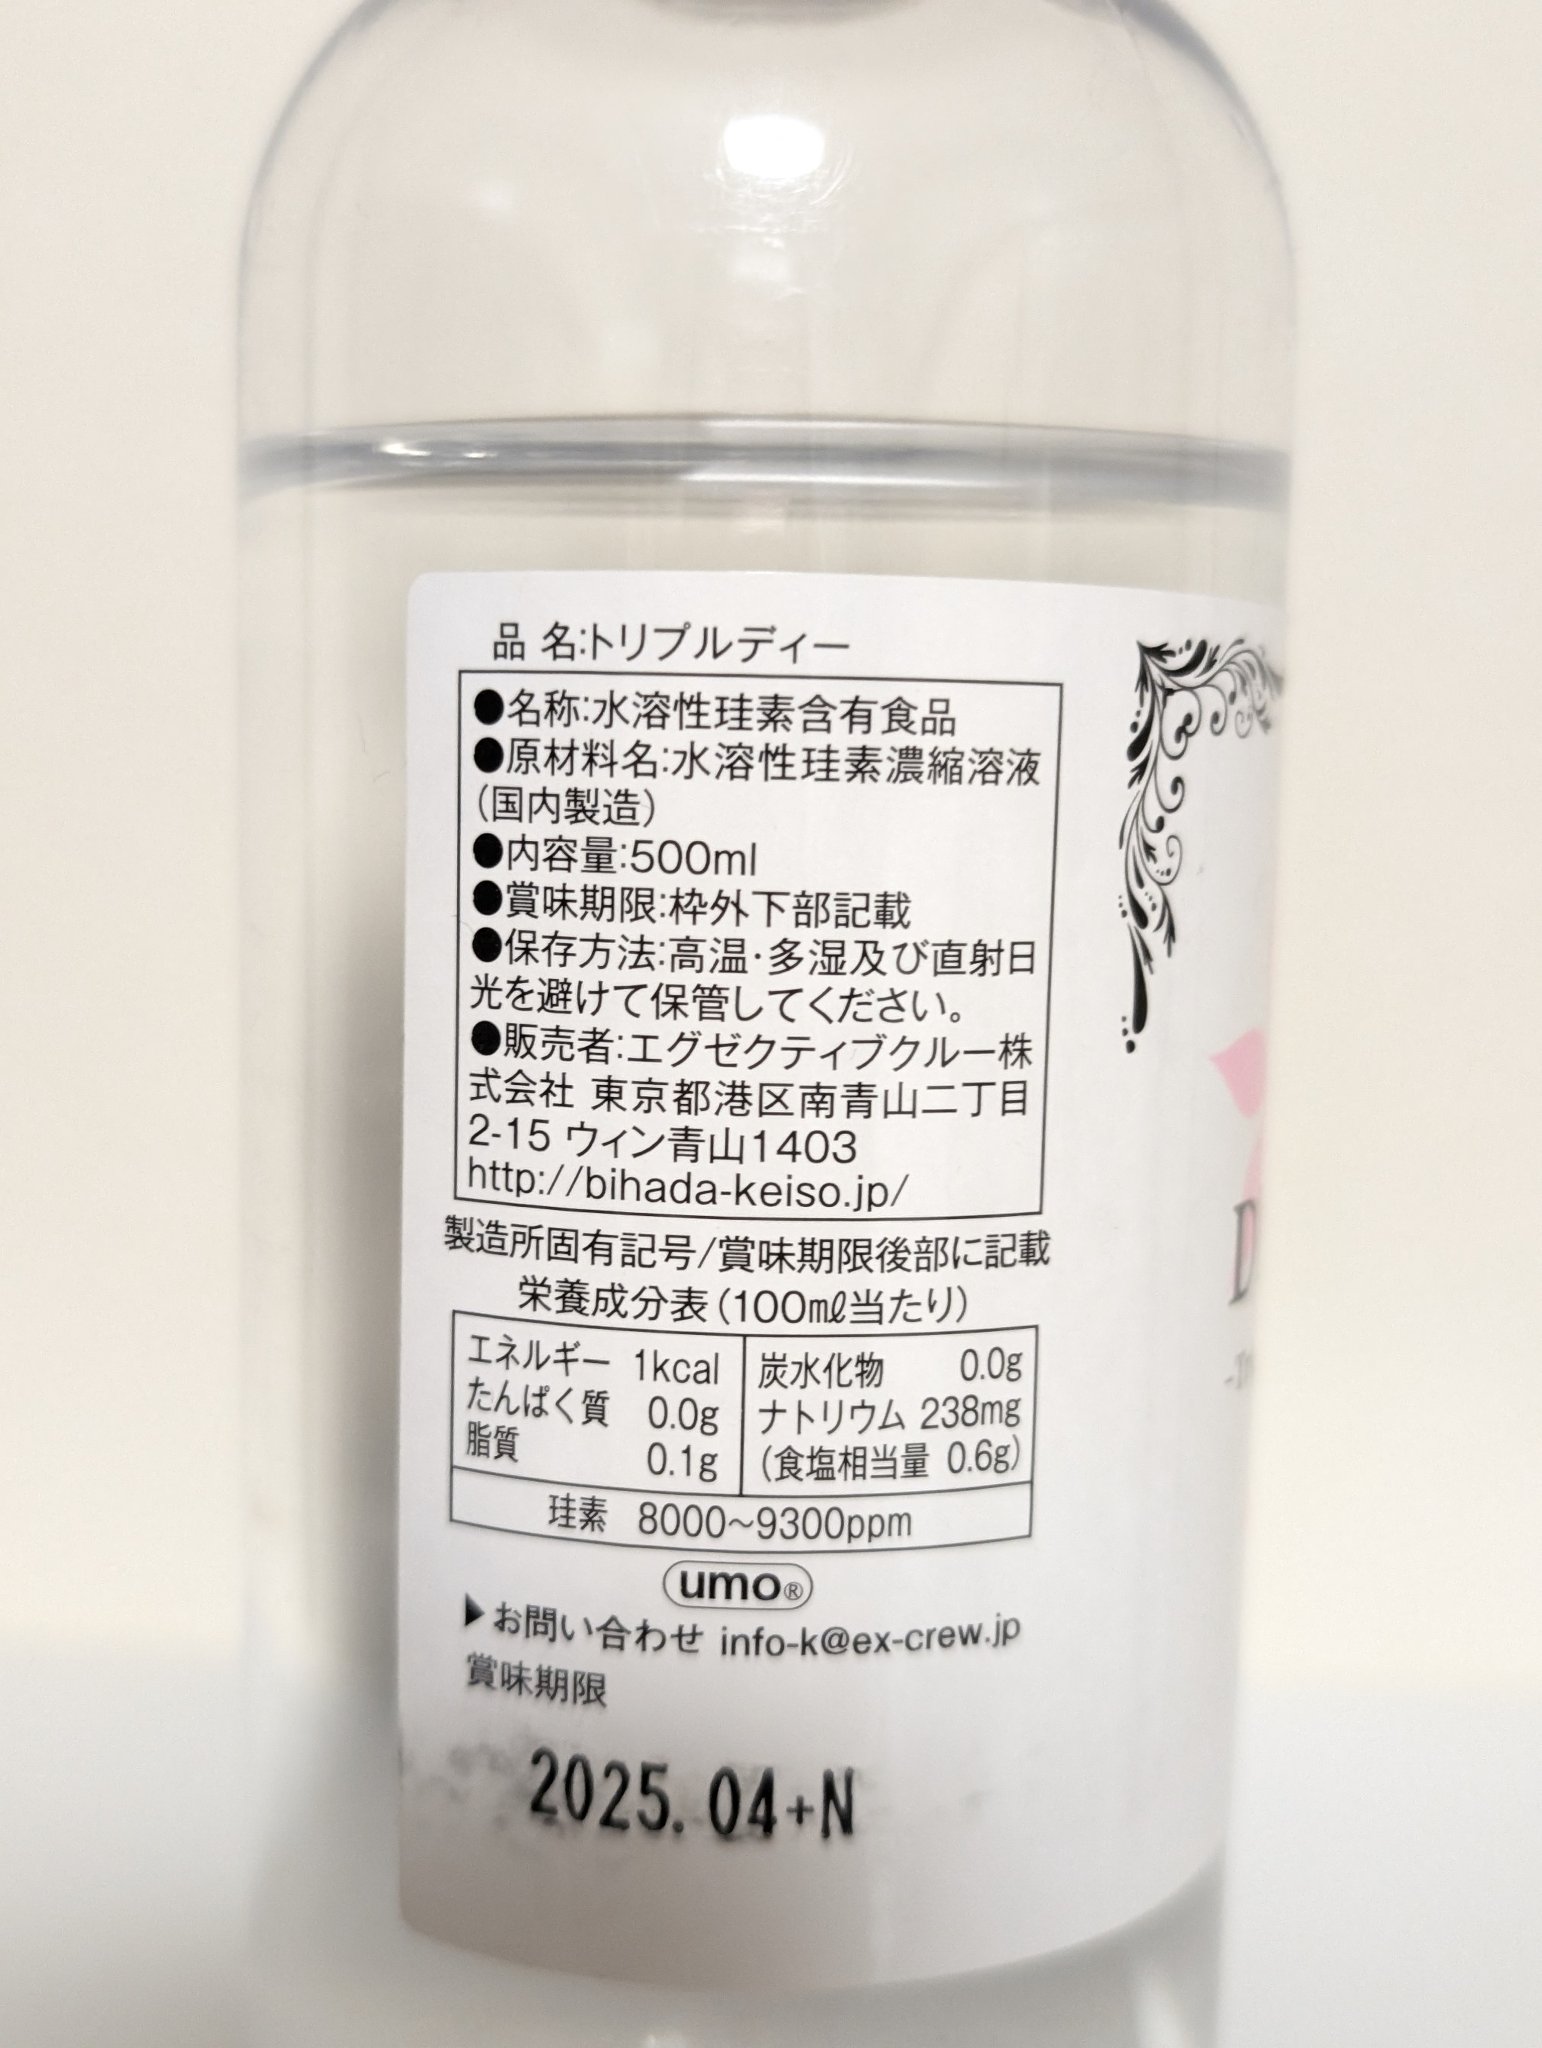 品 名:トリプルディー
●名称:水溶性珪素含有食品
●原材料名:水溶性珪素濃縮溶液
(国内製造)
●内容量:500ml
●賞味期限:枠外下部記載
●保存方法:高温・多湿及び直射日
光を避けて保管してください。
●販売者:エグゼクティブクルー株
式会社 東京都港区南青山二丁目
2-15 ウィン青山1403
http://bihada-keiso.jp/
製造所固有記号/賞味期限後部に記載
栄養成分表(100mℓ当たり)
エネルギー 1kcal
たんぱく質 0.0g
脂質 0.1g
炭水化物 0.0g
ナトリウム 238mg
(食塩相当量 0.6g)
珪素 8000~9300ppm
umo®
▶お問い合わせ info-k@ex-crew.jp
賞味期限
2025.04+N